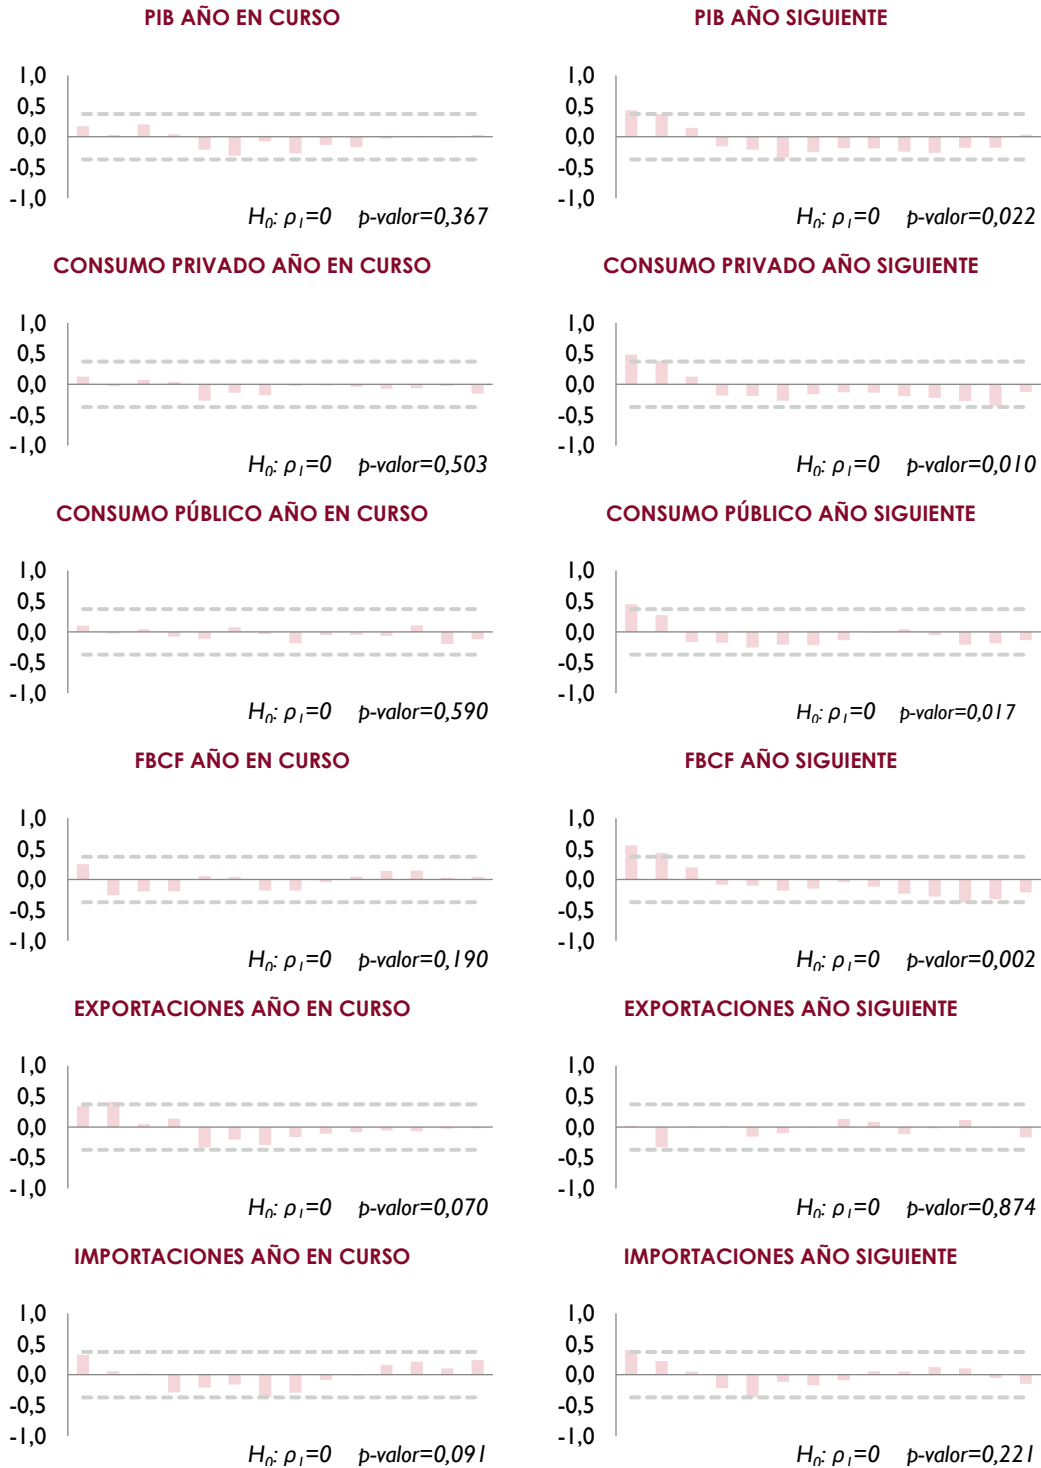 PIB AÑO EN CURSO
1,0
0,5
0,0
-0,5
-1,0
H₀: ρ₁=0 p-valor=0,367
PIB AÑO SIGUIENTE
1,0
0,5
0,0
-0,5
-1,0
H₀: ρ₁=0 p-valor=0,022
CONSUMO PRIVADO AÑO EN CURSO
1,0
0,5
0,0
-0,5
-1,0
H₀: ρ₁=0 p-valor=0,503
CONSUMO PRIVADO AÑO SIGUIENTE
1,0
0,5
0,0
-0,5
-1,0
H₀: ρ₁=0 p-valor=0,010
CONSUMO PÚBLICO AÑO EN CURSO
1,0
0,5
0,0
-0,5
-1,0
H₀: ρ₁=0 p-valor=0,590
CONSUMO PÚBLICO AÑO SIGUIENTE
1,0
0,5
0,0
-0,5
-1,0
H₀: ρ₁=0 p-valor=0,017
FBCF AÑO EN CURSO
1,0
0,5
0,0
-0,5
-1,0
H₀: ρ₁=0 p-valor=0,190
FBCF AÑO SIGUIENTE
1,0
0,5
0,0
-0,5
-1,0
H₀: ρ₁=0 p-valor=0,002
EXPORTACIONES AÑO EN CURSO
1,0
0,5
0,0
-0,5
-1,0
H₀: ρ₁=0 p-valor=0,070
EXPORTACIONES AÑO SIGUIENTE
1,0
0,5
0,0
-0,5
-1,0
H₀: ρ₁=0 p-valor=0,874
IMPORTACIONES AÑO EN CURSO
1,0
0,5
0,0
-0,5
-1,0
H₀: ρ₁=0 p-valor=0,091
IMPORTACIONES AÑO SIGUIENTE
1,0
0,5
0,0
-0,5
-1,0
H₀: ρ₁=0 p-valor=0,221